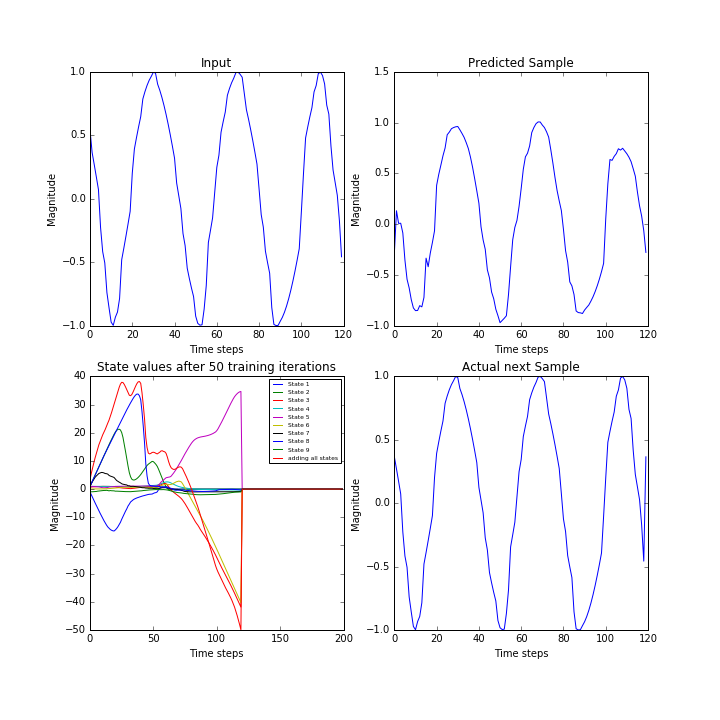 Input
1.0
0.5
0.0
−0.5
−1.0
Magnitude
0 20 40 60 80 100 120
Time steps
Predicted Sample
1.5
1.0
0.5
0.0
−0.5
−1.0
Magnitude
0 20 40 60 80 100 120
Time steps
State values after 50 training iterations
40
30
20
10
0
−10
−20
−30
−40
−50
Magnitude
0 50 100 150 200
Time steps
State 1
State 2
State 3
State 4
State 5
State 6
State 7
State 8
State 9
adding all states
Actual next Sample
1.0
0.5
0.0
−0.5
−1.0
Magnitude
0 20 40 60 80 100 120
Time steps